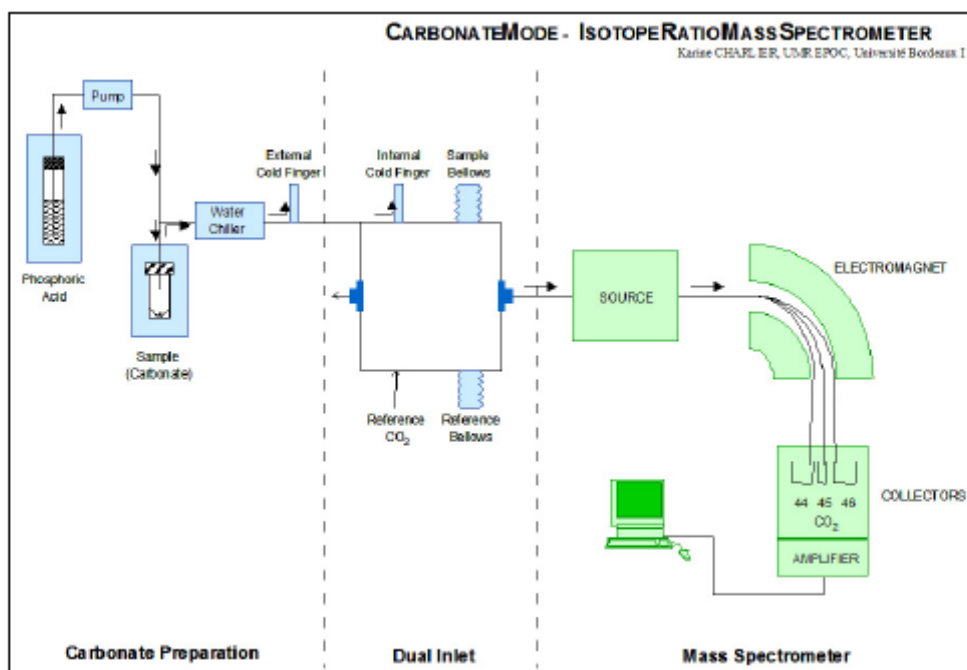 CARBONATEMODE - ISOTOPERATIOMASSSPECTROMETER
Karine CHARLIER, UMR EPOC, Université Bordeaux I
Pump
External
Cold Finger
Internal
Cold Finger
Sample
Bellows
Water
Chiller
Phosphoric
Acid
Sample
(Carbonate)
Reference
CO2
Reference
Bellows
SOURCE
ELECTROMAGNET
44 45 46
CO2
COLLECTORS
AMPLIFIER
Carbonate Preparation
Dual Inlet
Mass Spectrometer